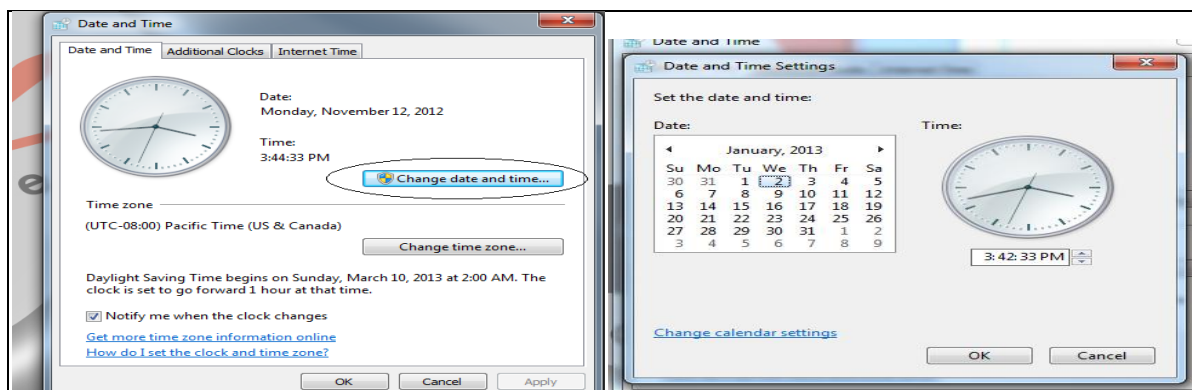 Date and Time
Date and Time Additional Clocks Internet Time
Date:
Monday, November 12, 2012
Time:
3:44:33 PM
Change date and time...
Time zone
(UTC-08:00) Pacific Time (US & Canada)
Change time zone...
Daylight Saving Time begins on Sunday, March 10, 2013 at 2:00 AM. The
clock is set to go forward 1 hour at that time.
Notify me when the clock changes
Get more time zone information online
How do I set the clock and time zone?
OK Cancel Apply
Date and Time
Date and Time Settings
Set the date and time:
Date:
January, 2013
Su Mo Tu We Th Fr Sa
30 31 1 2 3 4 5
6 7 8 9 10 11 12
13 14 15 16 17 18 19
20 21 22 23 24 25 26
27 28 29 30 31 1 2
3 4 5 6 7 8 9
Time:
3:42:33 PM
Change calendar settings
OK Cancel